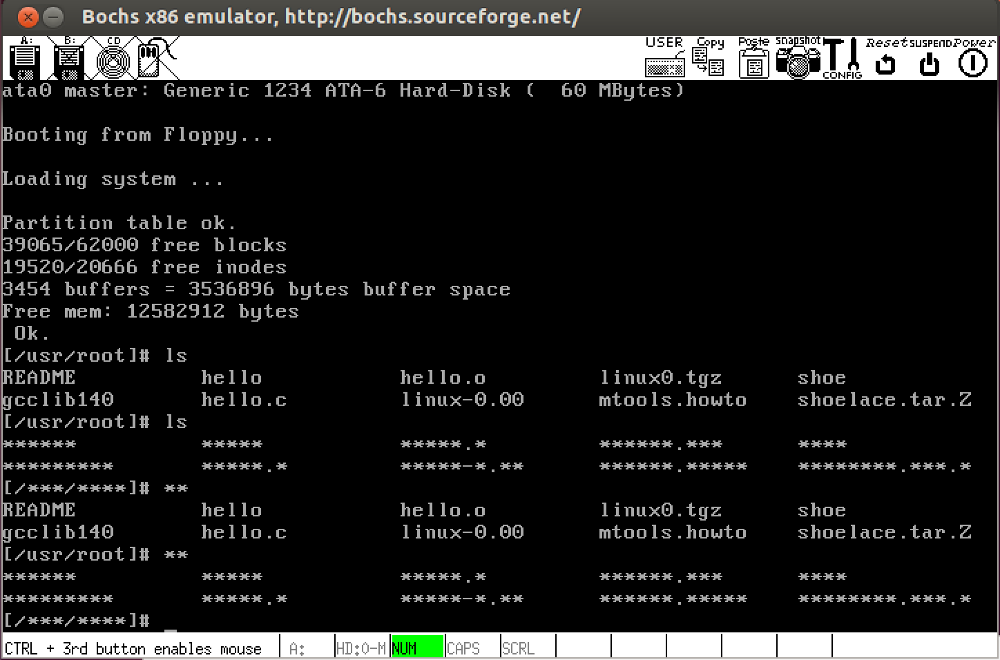 Bochs x86 emulator, http://bochs.sourceforge.net/
A: B: CD USER Copy Paste snapshot CONFIG Reset SUSPEND Power
ata0 master: Generic 1234 ATA-6 Hard-Disk (  60 MBytes)
Booting from Floppy...
Loading system ...
Partition table ok.
39065/62000 free blocks
19520/20666 free inodes
3454 buffers = 3536896 bytes buffer space
Free mem: 12582912 bytes
 Ok.
[/usr/root]# ls
README          hello           hello.o         linux0.tgz      shoe
gcclib140       hello.c         linux-0.00      mtools.howto    shoelace.tar.Z
[/usr/root]# ls
******          *****           *****.*         ******.***      ****
*********       *****.*         *****-*.**      ******.*****    ********.***.*
[/***/****]# **
README          hello           hello.o         linux0.tgz      shoe
gcclib140       hello.c         linux-0.00      mtools.howto    shoelace.tar.Z
[/usr/root]# **
******          *****           *****.*         ******.***      ****
*********       *****.*         *****-*.**      ******.*****    ********.***.*
[/***/****]#
CTRL + 3rd button enables mouse A: HD:0-M NUM CAPS SCRL